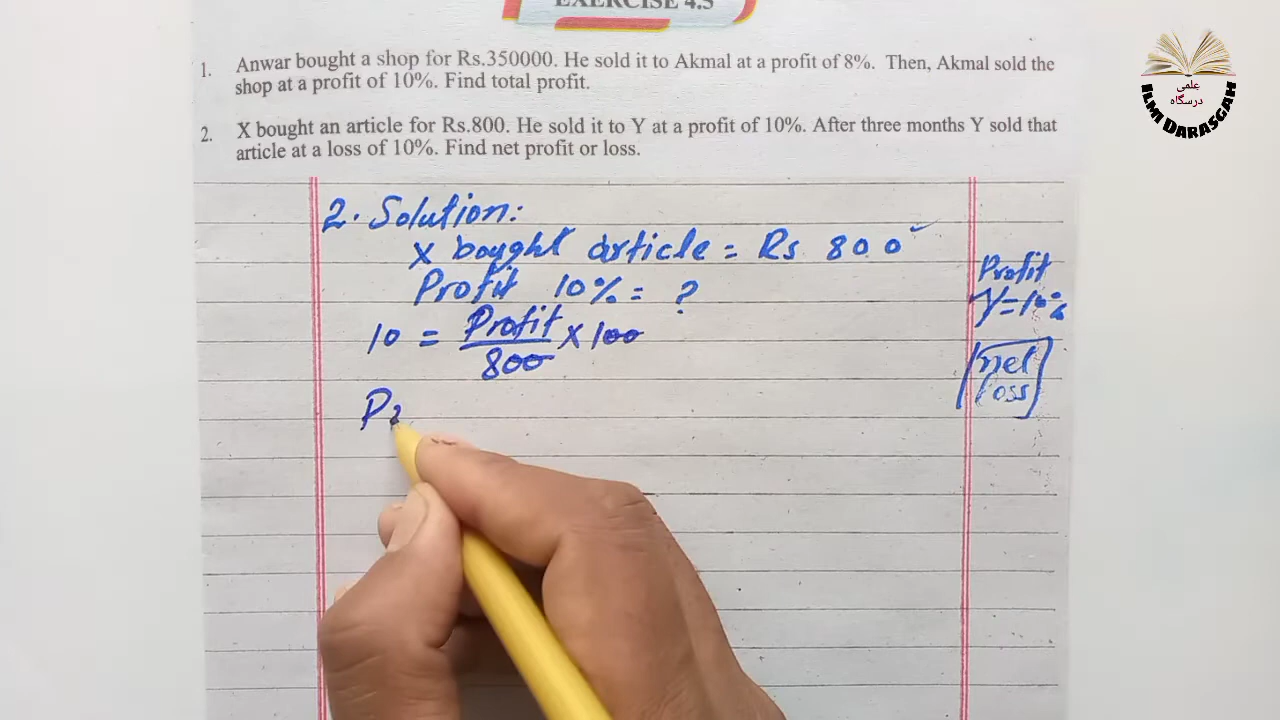 EXERCISE 4.5
1. Anwar bought a shop for Rs.350000. He sold it to Akmal at a profit of 8%. Then, Akmal sold the
shop at a profit of 10%. Find total profit.
2. X bought an article for Rs.800. He sold it to Y at a profit of 10%. After three months Y sold that
article at a loss of 10%. Find net profit or loss.
علمی
درسگاہ
ILM DARASGAH
2. Solution:
X bought article = Rs 800
Profit 10% = ?
10 = Profit/800 × 100
Profit
Y = 10%
net
loss